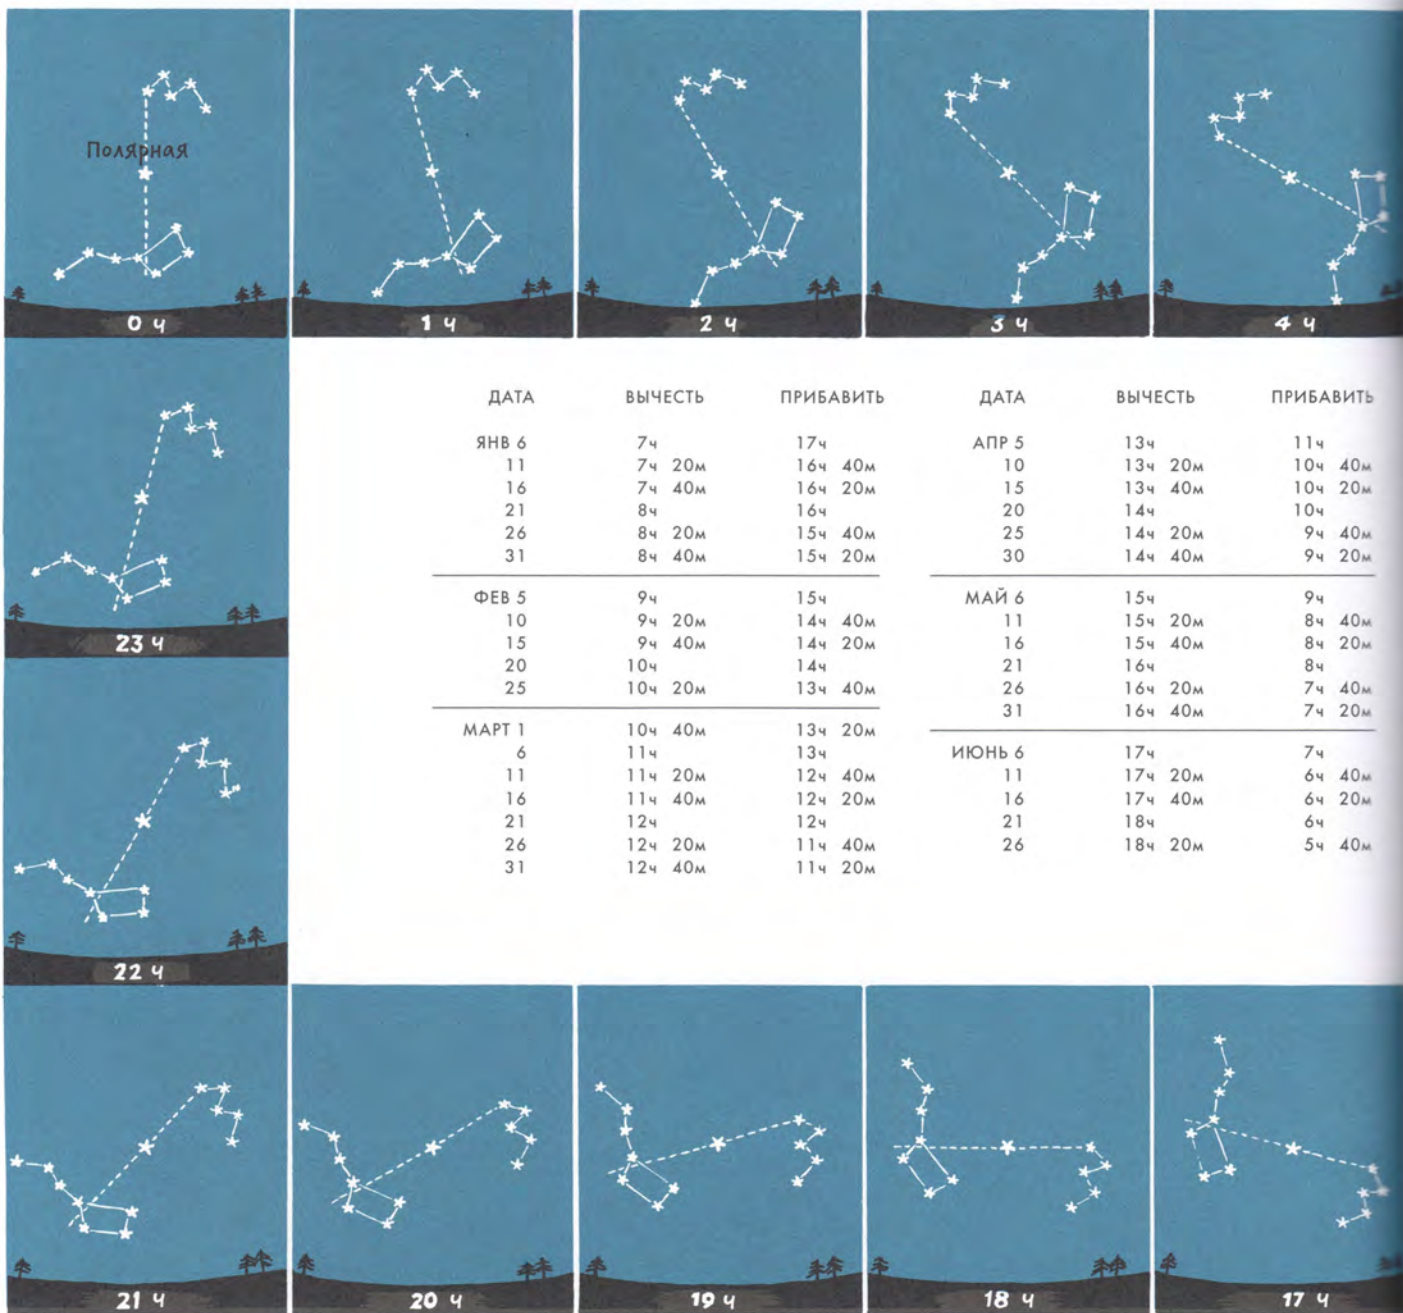 Полярная
0 ч
1 ч
2 ч
3 ч
4 ч
23 ч
22 ч
ДАТА ВЫЧЕСТЬ ПРИБАВИТЬ
ЯНВ 6 7ч 17ч
11 7ч 20м 16ч 40м
16 7ч 40м 16ч 20м
21 8ч 16ч
26 8ч 20м 15ч 40м
31 8ч 40м 15ч 20м
ФЕВ 5 9ч 15ч
10 9ч 20м 14ч 40м
15 9ч 40м 14ч 20м
20 10ч 14ч
25 10ч 20м 13ч 40м
МАРТ 1 10ч 40м 13ч 20м
6 11ч 13ч
11 11ч 20м 12ч 40м
16 11ч 40м 12ч 20м
21 12ч 12ч
26 12ч 20м 11ч 40м
31 12ч 40м 11ч 20м
ДАТА ВЫЧЕСТЬ ПРИБАВИТЬ
АПР 5 13ч 11ч
10 13ч 20м 10ч 40м
15 13ч 40м 10ч 20м
20 14ч 10ч
25 14ч 20м 9ч 40м
30 14ч 40м 9ч 20м
МАЙ 6 15ч 9ч
11 15ч 20м 8ч 40м
16 15ч 40м 8ч 20м
21 16ч 8ч
26 16ч 20м 7ч 40м
31 16ч 40м 7ч 20м
ИЮНЬ 6 17ч 7ч
11 17ч 20м 6ч 40м
16 17ч 40м 6ч 20м
21 18ч 6ч
26 18ч 20м 5ч 40м
21 ч
20 ч
19 ч
18 ч
17 ч